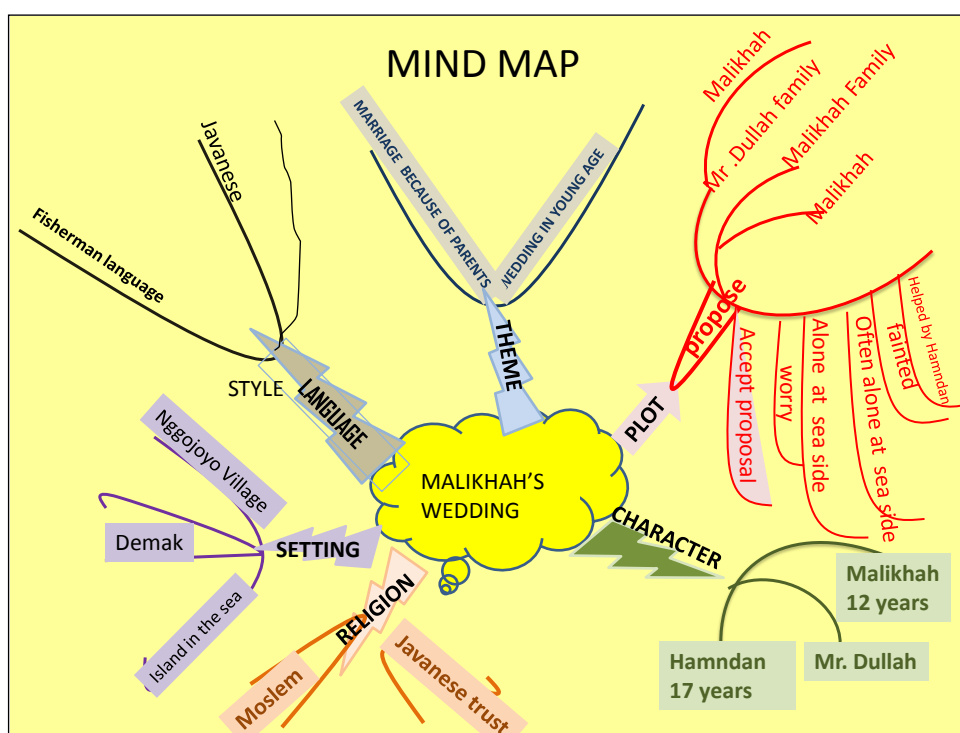 MIND MAP
MALIKHAH'S
WEDDING
THEME
MARRIAGE BECAUSE OF PARENTS
WEDDING IN YOUNG AGE
PLOT
propose
Malikhah
Mr .Dullah family
Malikhah Family
Malikhah
Accept proposal
worry
Alone at sea side
Often alone at sea side
fainted
Helped by Hamndan
CHARACTER
Malikhah
12 years
Mr. Dullah
Hamndan
17 years
RELIGION
Javanese trust
Moslem
SETTING
Nggojoyo Village
Demak
Island in the sea
STYLE
LANGUAGE
Javanese
Fisherman language